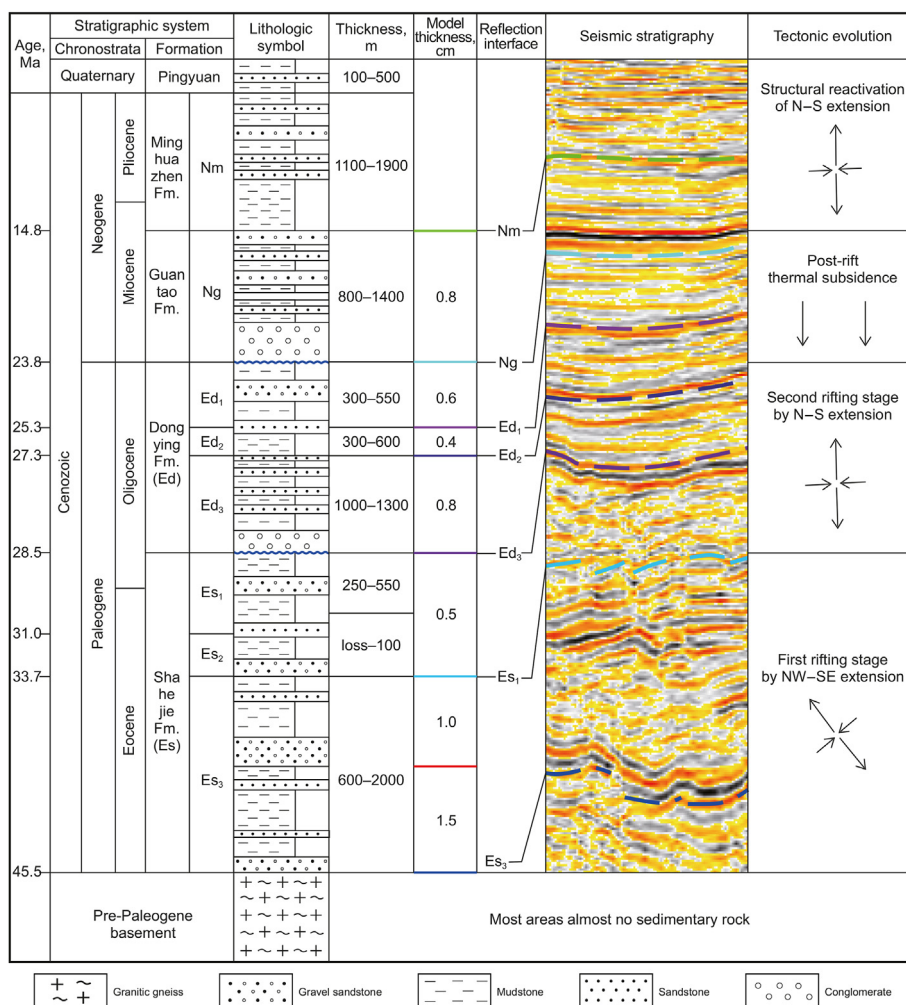 Age, Ma
Stratigraphic system
Chronostrata
Formation
Lithologic symbol
Thickness, m
Model thickness, cm
Reflection interface
Seismic stratigraphy
Tectonic evolution
Quaternary
Pingyuan
100–500
Cenozoic
Neogene
Pliocene
Ming
hua
zhen
Fm.
Nm
1100–1900
Structural reactivation
of N–S extension
14.8
Nm
Miocene
Guan
tao
Fm.
Ng
800–1400
0.8
Post-rift
thermal subsidence
23.8
Ng
Paleogene
Oligocene
Dong
ying
Fm.
(Ed)
Ed1
300–550
0.6
Second rifting stage
by N–S extension
25.3
Ed1
Ed2
300–600
0.4
27.3
Ed2
Ed3
1000–1300
0.8
28.5
Ed3
Eocene
Sha
he
jie
Fm.
(Es)
Es1
250–550
0.5
31.0
Es2
loss–100
33.7
Es1
First rifting stage
by NW–SE extension
Es3
600–2000
1.0
1.5
Es3
45.5
Pre-Paleogene
basement
Most areas almost no sedimentary rock
Granitic gneiss
Gravel sandstone
Mudstone
Sandstone
Conglomerate